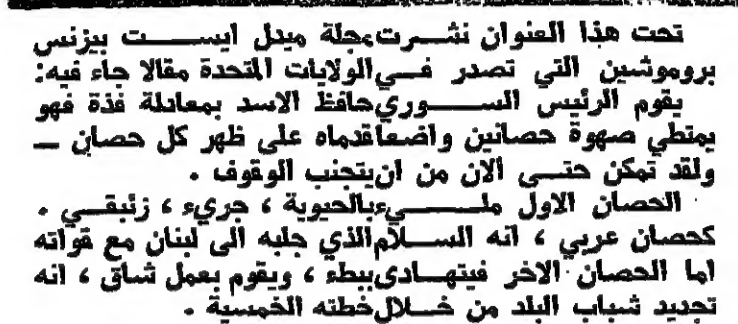 تحت هذا العنوان نشرت مجلة ميدل ايست بيزنس
بروموشين التي تصدر في الولايات المتحدة مقالا جاء فيه:
يقوم الرئيس السوري حافظ الاسد بمعادلة فذة فهو
يمتطي صهوة حصانين واضعا قدماه على ظهر كل حصان —
ولقد تمكن حتى الان من ان يتجنب الوقوف .
الحصان الاول مليء بالحيوية ، جريء ، زئبقي .
كحصان عربي ، انه السلام الذي جلبه الى لبنان مع قواته
اما الحصان الاخر فيتهادى ببطء ، ويقوم بعمل شاق ، انه
تجديد شباب البلد من خلال خطته الخمسية .